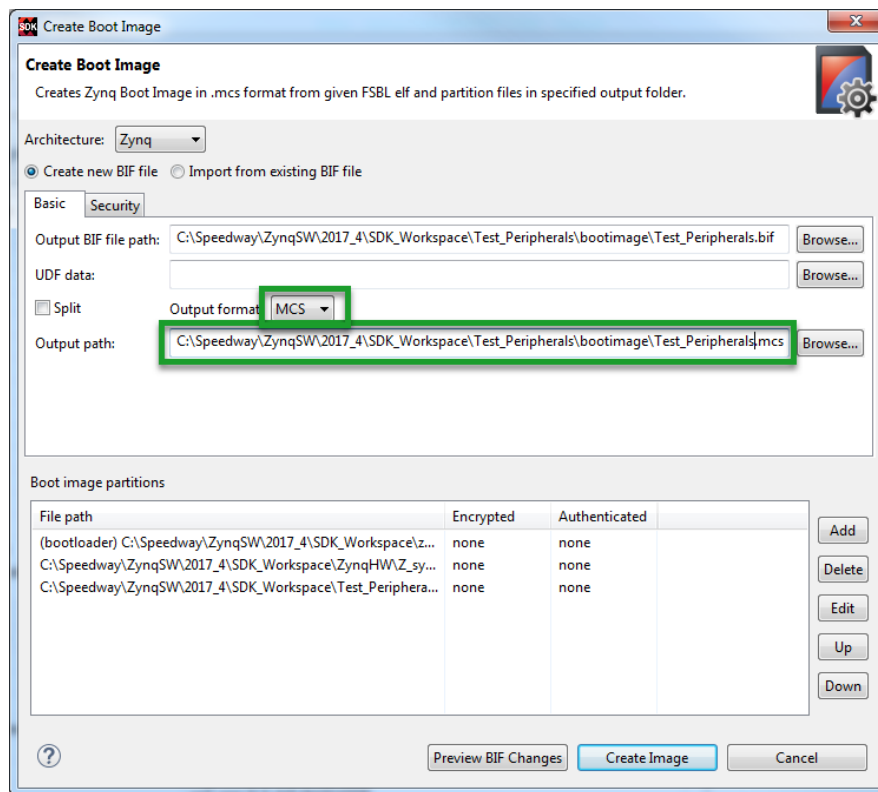 SDK Create Boot Image
Create Boot Image
Creates Zynq Boot Image in .mcs format from given FSBL elf and partition files in specified output folder.
Architecture: Zynq
Create new BIF file Import from existing BIF file
Basic Security
Output BIF file path: C:\Speedway\ZynqSW\2017_4\SDK_Workspace\Test_Peripherals\bootimage\Test_Peripherals.bif Browse...
UDF data: Browse...
Split Output format MCS
Output path: C:\Speedway\ZynqSW\2017_4\SDK_Workspace\Test_Peripherals\bootimage\Test_Peripherals.mcs Browse...
Boot image partitions
File path Encrypted Authenticated
(bootloader) C:\Speedway\ZynqSW\2017_4\SDK_Workspace\z... none none
C:\Speedway\ZynqSW\2017_4\SDK_Workspace\ZynqHW\Z_sy... none none
C:\Speedway\ZynqSW\2017_4\SDK_Workspace\Test_Periphera... none none
Add
Delete
Edit
Up
Down
? Preview BIF Changes Create Image Cancel